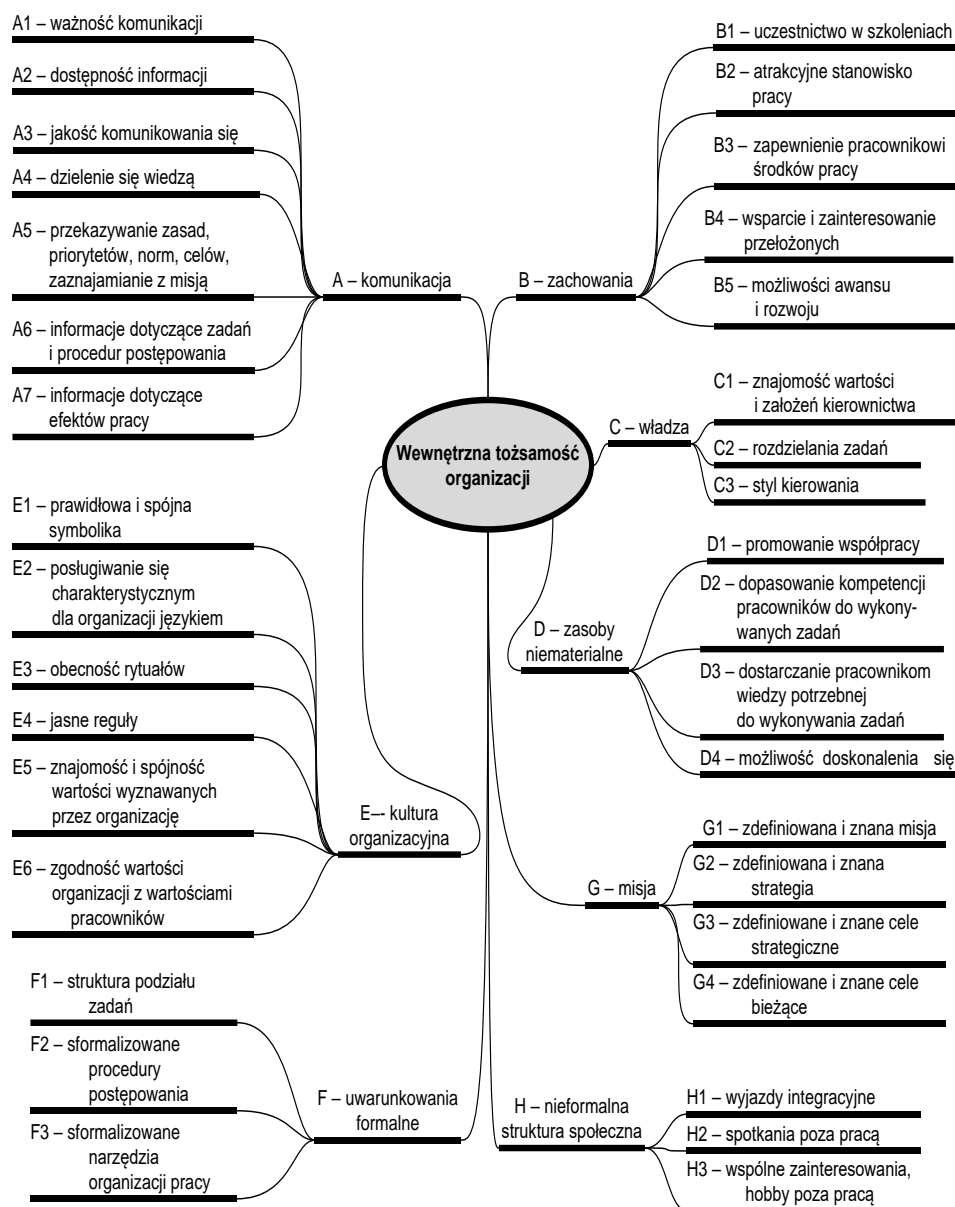 A1 – ważność komunikacji
A2 – dostępność informacji
A3 – jakość komunikowania się
A4 – dzielenie się wiedzą
A5 – przekazywanie zasad,
priorytetów, norm, celów,
zaznajamianie z misją
A6 – informacje dotyczące zadań
i procedur postępowania
A7 – informacje dotyczące
efektów pracy
A – komunikacja
B – zachowania
B1 – uczestnictwo w szkoleniach
B2 – atrakcyjne stanowisko
pracy
B3 – zapewnienie pracownikowi
środków pracy
B4 – wsparcie i zainteresowanie
przełożonych
B5 – możliwości awansu
i rozwoju
Wewnętrzna tożsamość
organizacji
C – władza
C1 – znajomość wartości
i założeń kierownictwa
C2 – rozdzielania zadań
C3 – styl kierowania
D – zasoby
niematerialne
D1 – promowanie współpracy
D2 – dopasowanie kompetencji
pracowników do wykony-
wanych zadań
D3 – dostarczanie pracownikom
wiedzy potrzebnej
do wykonywania zadań
D4 – możliwość doskonalenia się
E1 – prawidłowa i spójna
symbolika
E2 – posługiwanie się
charakterystycznym
dla organizacji językiem
E3 – obecność rytuałów
E4 – jasne reguły
E5 – znajomość i spójność
wartości wyznawanych
przez organizację
E6 – zgodność wartości
organizacji z wartościami
pracowników
E–- kultura
organizacyjna
G – misja
G1 – zdefiniowana i znana misja
G2 – zdefiniowana i znana
strategia
G3 – zdefiniowane i znane cele
strategiczne
G4 – zdefiniowane i znane cele
bieżące
F1 – struktura podziału
zadań
F2 – sformalizowane
procedury
postępowania
F3 – sformalizowane
narzędzia
organizacji pracy
F – uwarunkowania
formalne
H – nieformalna
struktura społeczna
H1 – wyjazdy integracyjne
H2 – spotkania poza pracą
H3 – wspólne zainteresowania,
hobby poza pracą